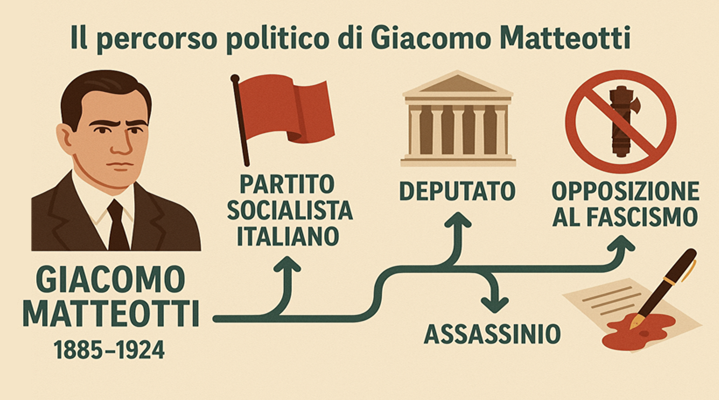 Il percorso politico di Giacomo Matteotti
GIACOMO
MATTEOTTI
1885–1924
PARTITO
SOCIALISTA
ITALIANO
DEPUTATO
OPPOSIZIONE
AL FASCISMO
ASSASSINIO